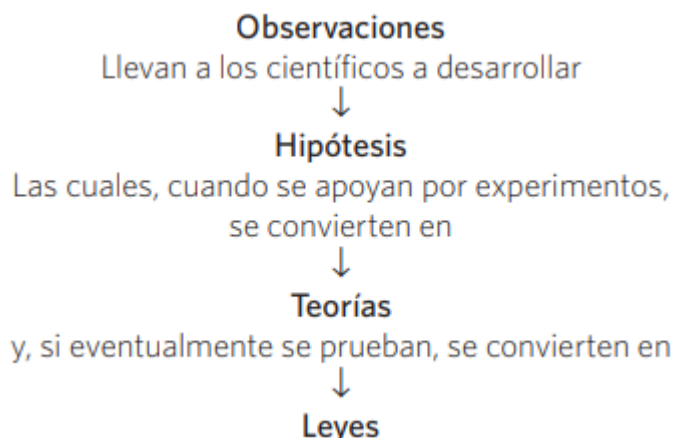 Observaciones
Llevan a los científicos a desarrollar
↓
Hipótesis
Las cuales, cuando se apoyan por experimentos,
se convierten en
↓
Teorías
y, si eventualmente se prueban, se convierten en
↓
Leyes